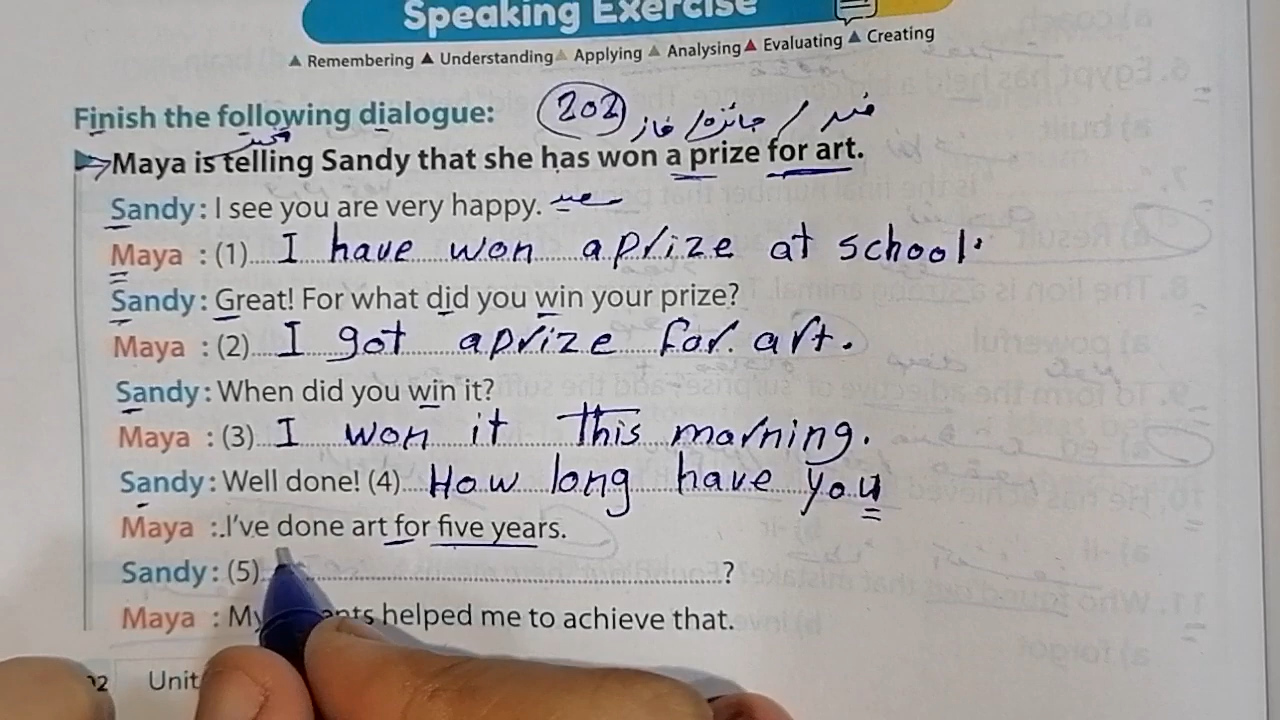 Speaking Exercise
▲ Remembering ▲ Understanding ▲ Applying ▲ Analysing ▲ Evaluating ▲ Creating
Finish the following dialogue: 202 فاز / جائزة /
Maya is telling Sandy that she has won a prize for art.
Sandy : I see you are very happy.
Maya : (1) I have won a prize at school.
Sandy : Great! For what did you win your prize?
Maya : (2) I got a prize for art.
Sandy : When did you win it?
Maya : (3) I won it This morning.
Sandy : Well done! (4) How long have you
Maya : I've done art for five years.
Sandy : (5) ?
Maya : My helped me to achieve that.
Unit